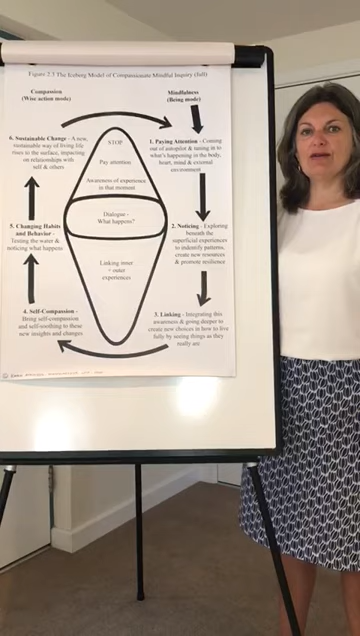 Figure 2.3 The Iceberg Model of Compassionate Mindful Inquiry (full)
Compassion
(Wise action mode)
Mindfulness
(Being mode)
6. Sustainable Change - A new,
sustainable way of living life
rises to the surface, impacting
on relationships with
self & others
STOP
Pay attention
Awareness of experience
in that moment
1. Paying Attention - Coming
out of autopilot & tuning in to
what's happening in the body,
heart, mind & external
environment
5. Changing Habits
and Behavior -
Testing the water &
noticing what happens
Dialogue -
What happens?
2. Noticing - Exploring
beneath the
superficial experiences
to indentify patterns,
create new resources
& promote resilience
Linking inner
+ outer
experiences
4. Self-Compassion -
Bring self-compassion
and self-soothing to these
new insights and changes
3. Linking - Integrating this
awareness & going deeper to
create new choices in how to live
fully by seeing things as they
really are